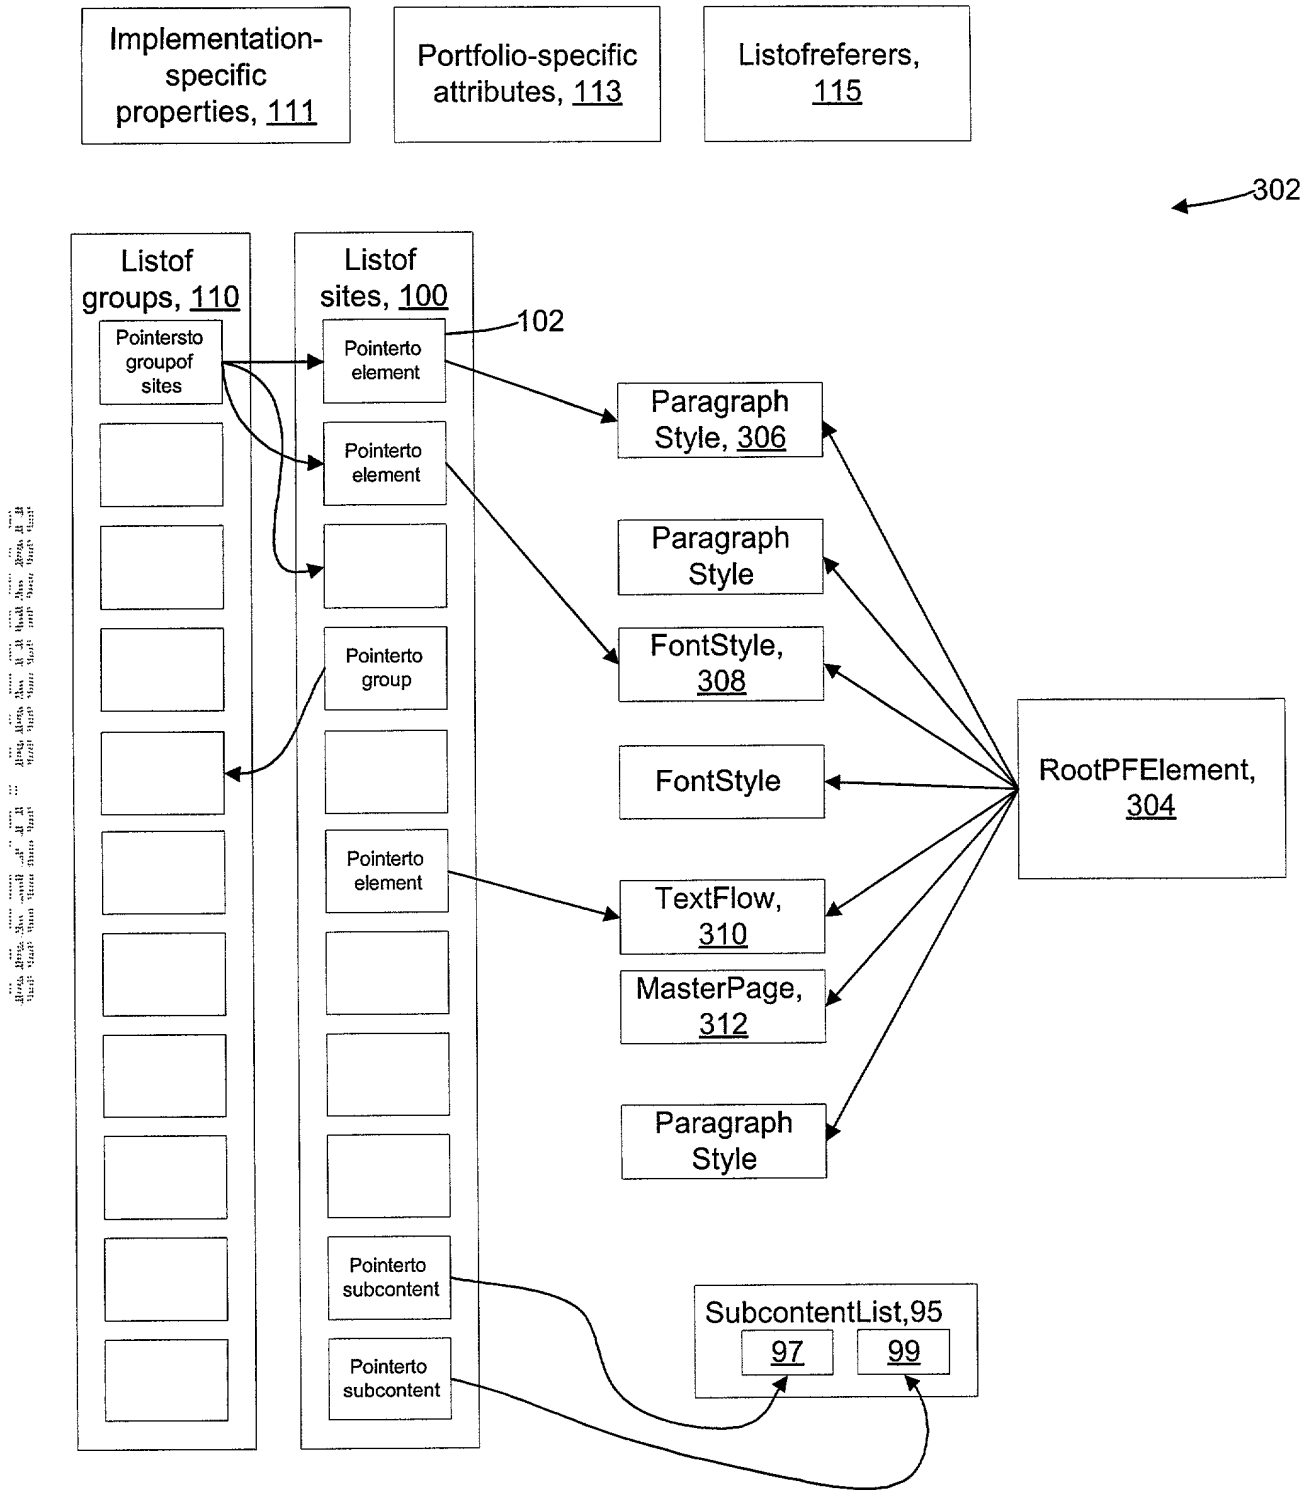 Implementation-
specific
properties, 111
Portfolio-specific
attributes, 113
Listofreferers,
115
302
Listof
groups, 110
Listof
sites, 100
Pointersto
groupof
sites
Pointerto
element
102
Pointerto
element
Pointerto
group
Pointerto
element
Pointerto
subcontent
Pointerto
subcontent
Paragraph
Style, 306
Paragraph
Style
FontStyle,
308
FontStyle
TextFlow,
310
MasterPage,
312
Paragraph
Style
RootPFElement,
304
SubcontentList,95
97
99